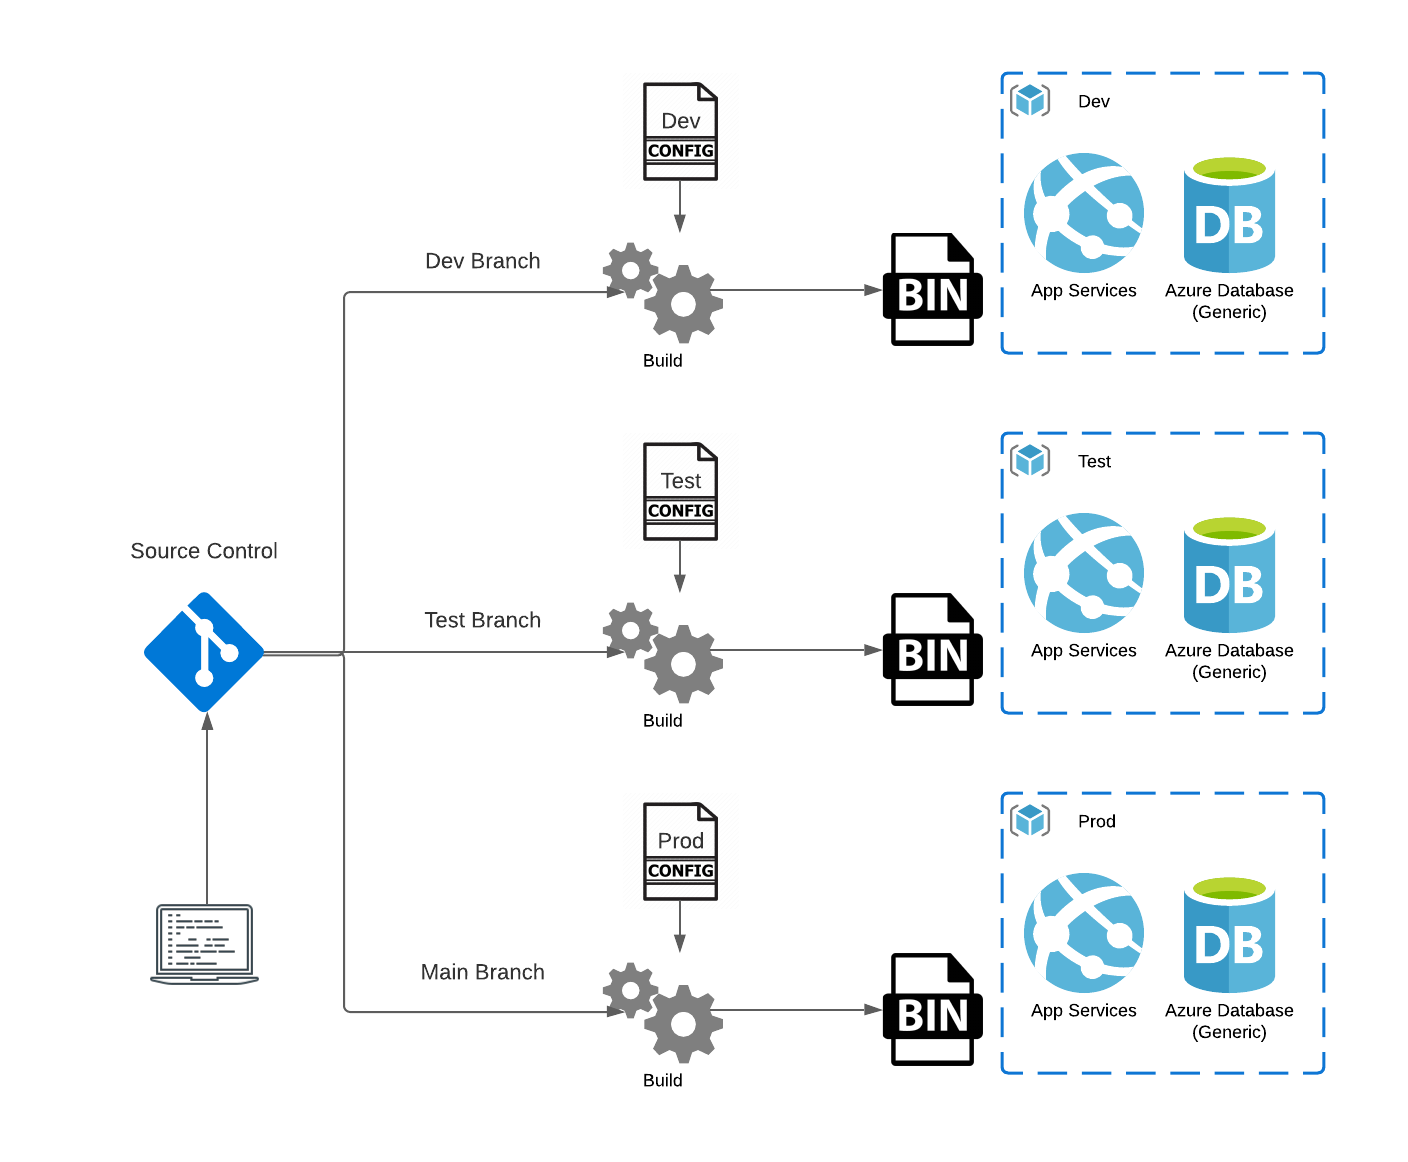 Dev
CONFIG
Dev Branch
Build
BIN
Dev
DB
App Services
Azure Database
(Generic)
Source Control
Test
CONFIG
Test Branch
Build
BIN
Test
DB
App Services
Azure Database
(Generic)
Prod
CONFIG
Main Branch
Build
BIN
Prod
DB
App Services
Azure Database
(Generic)